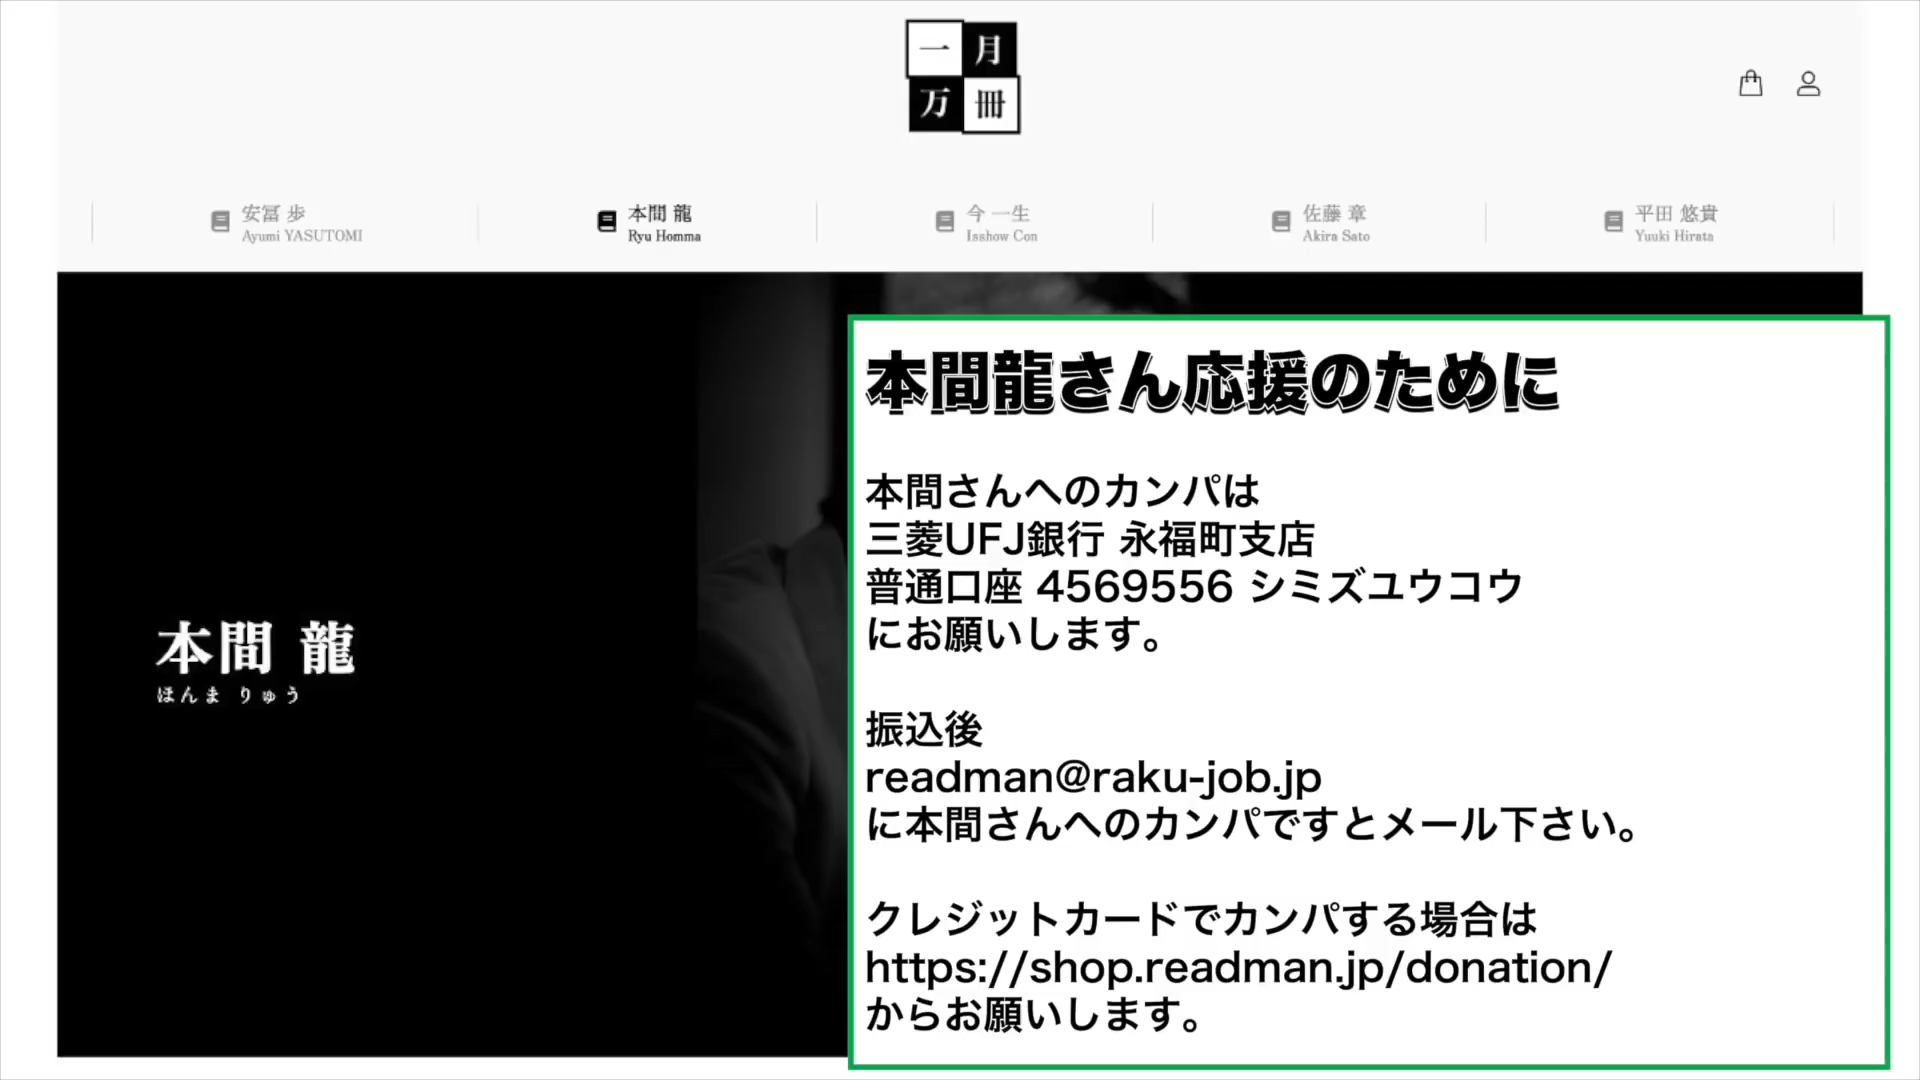 一月
万冊
安冨 歩
Ayumi YASUTOMI
本間 龍
Ryu Homma
今 一生
Isshow Con
佐藤 章
Akira Sato
平田 悠貴
Yuuki Hirata
本間 龍
ほんま りゅう
本間龍さん応援のために
本間さんへのカンパは
三菱UFJ銀行 永福町支店
普通口座 4569556 シミズユウコウ
にお願いします。
振込後
readman@raku-job.jp
に本間さんへのカンパですとメール下さい。
クレジットカードでカンパする場合は
https://shop.readman.jp/donation/
からお願いします。